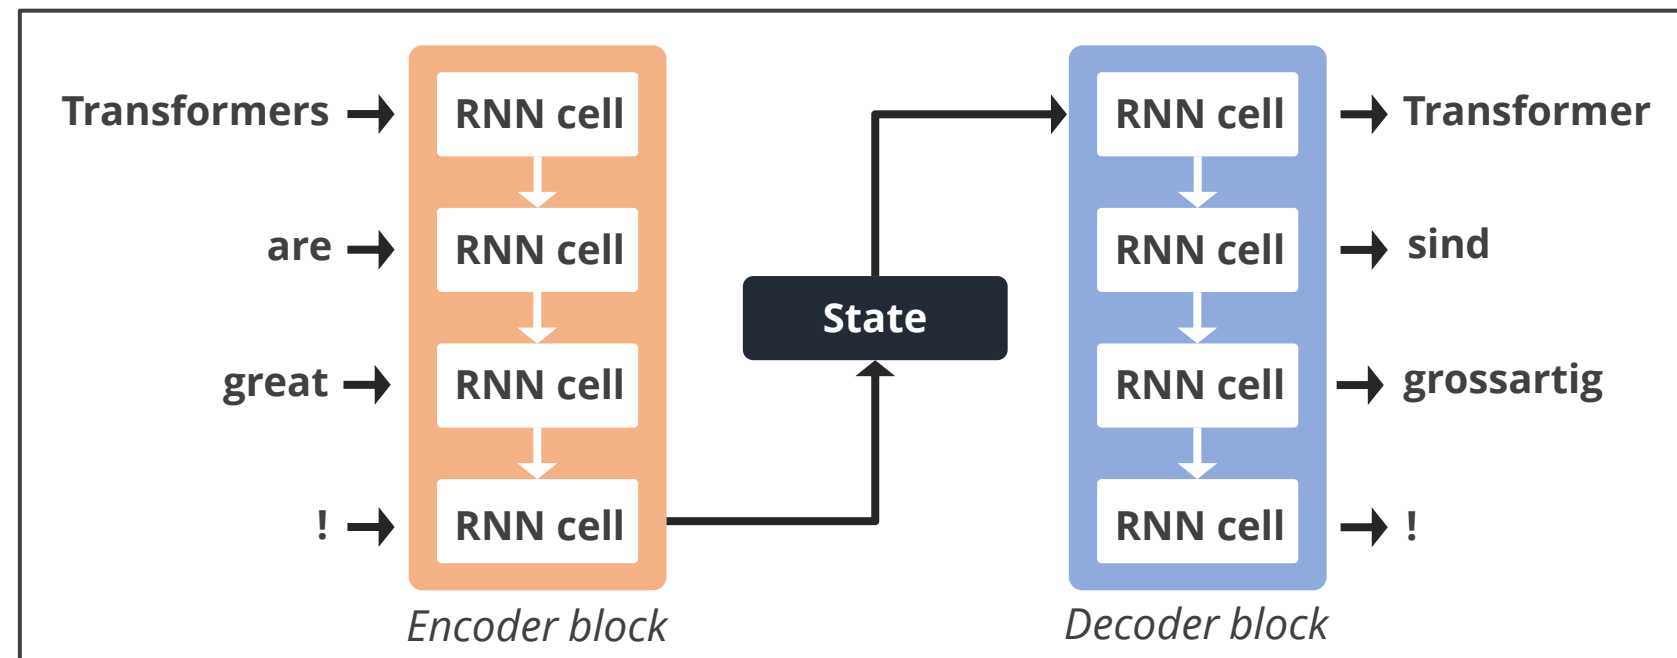 Transformers
RNN cell
RNN cell
Transformer
are
RNN cell
RNN cell
sind
State
great
RNN cell
RNN cell
grossartig
!
RNN cell
RNN cell
!
Encoder block
Decoder block